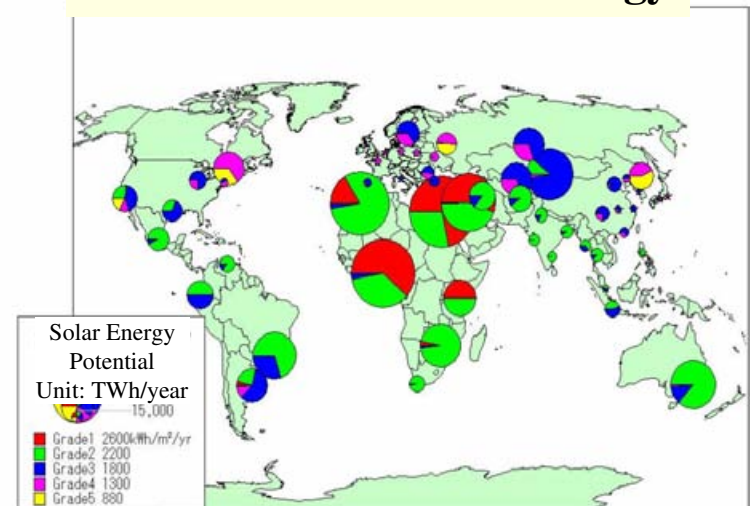 Solar Energy
Potential
Unit: TWh/year
15,000
Grade1 2600kWh/m²/yr
Grade2 2200
Grade3 1800
Grade4 1300
Grade5 880